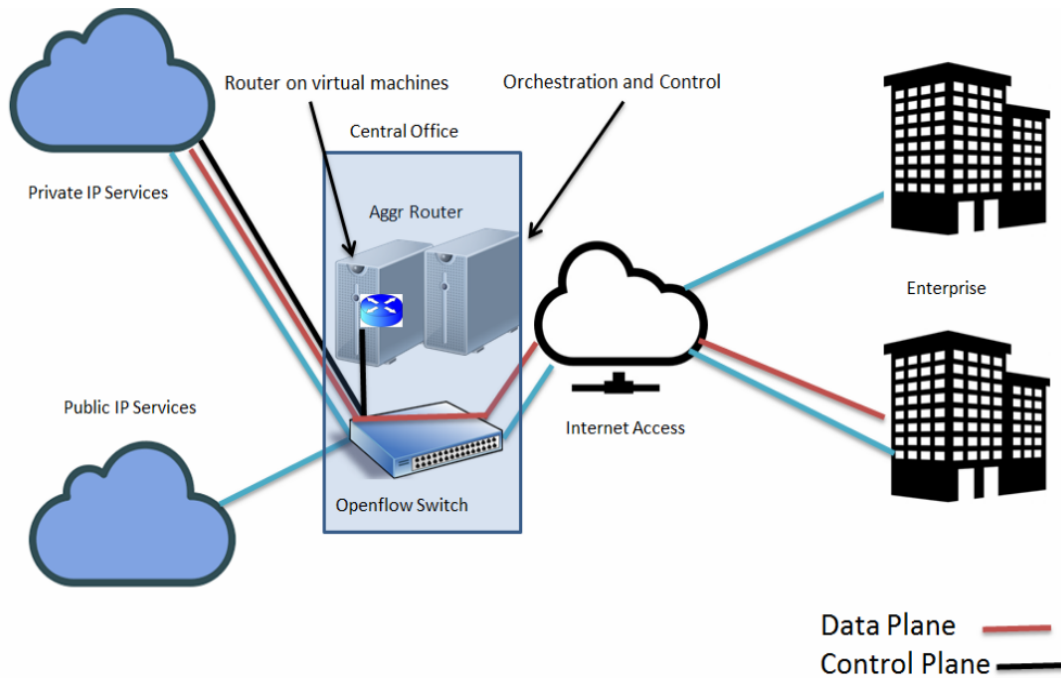 Router on virtual machines
Orchestration and Control
Central Office
Private IP Services
Aggr Router
Enterprise
Public IP Services
Internet Access
Openflow Switch
Data Plane
Control Plane